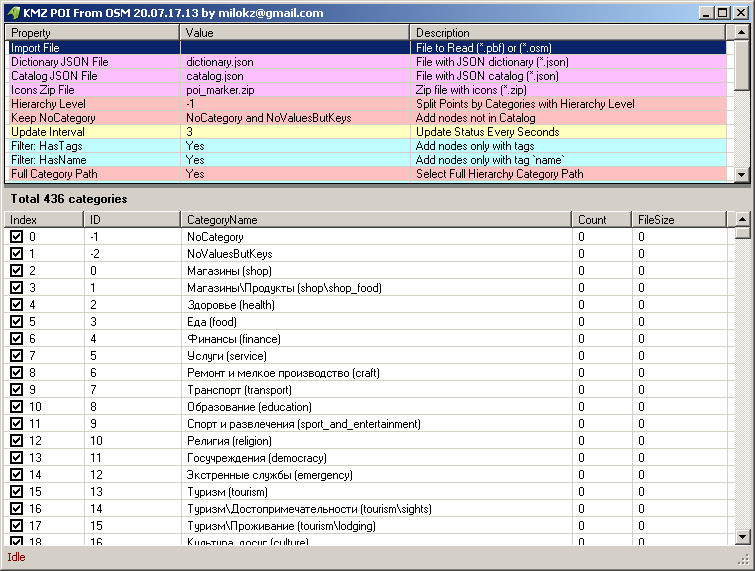 KMZ POI From OSM 20.07.17.13 by milokz@gmail.com
Property Value Description
Import File File to Read (*.pbf) or (*.osm)
Dictionary JSON File dictionary.json File with JSON dictionary (*.json)
Catalog JSON File catalog.json File with JSON catalog (*.json)
Icons Zip File poi_marker.zip Zip file with icons (*.zip)
Hierarchy Level -1 Split Points by Categories with Hierarchy Level
Keep NoCategory NoCategory and NoValuesButKeys Add nodes not in Catalog
Update Interval 3 Update Status Every Seconds
Filter: HasTags Yes Add nodes only with tags
Filter: HasName Yes Add nodes only with tag `name`
Full Category Path Yes Select Full Hierarchy Category Path
Total 436 categories
Index ID CategoryName Count FileSize
0 -1 NoCategory 0 0
1 -2 NoValuesButKeys 0 0
2 0 Магазины (shop) 0 0
3 1 Магазины\Продукты (shop\shop_food) 0 0
4 2 Здоровье (health) 0 0
5 3 Еда (food) 0 0
6 4 Финансы (finance) 0 0
7 5 Услуги (service) 0 0
8 6 Ремонт и мелкое производство (craft) 0 0
9 7 Транспорт (transport) 0 0
10 8 Образование (education) 0 0
11 9 Спорт и развлечения (sport_and_entertainment) 0 0
12 10 Религия (religion) 0 0
13 11 Госучреждения (democracy) 0 0
14 12 Экстренные службы (emergency) 0 0
15 13 Туризм (tourism) 0 0
16 14 Туризм\Достопримечательности (tourism\sights) 0 0
17 15 Туризм\Проживание (tourism\lodging) 0 0
18 16 Культура, досуг (culture) 0 0
Idle